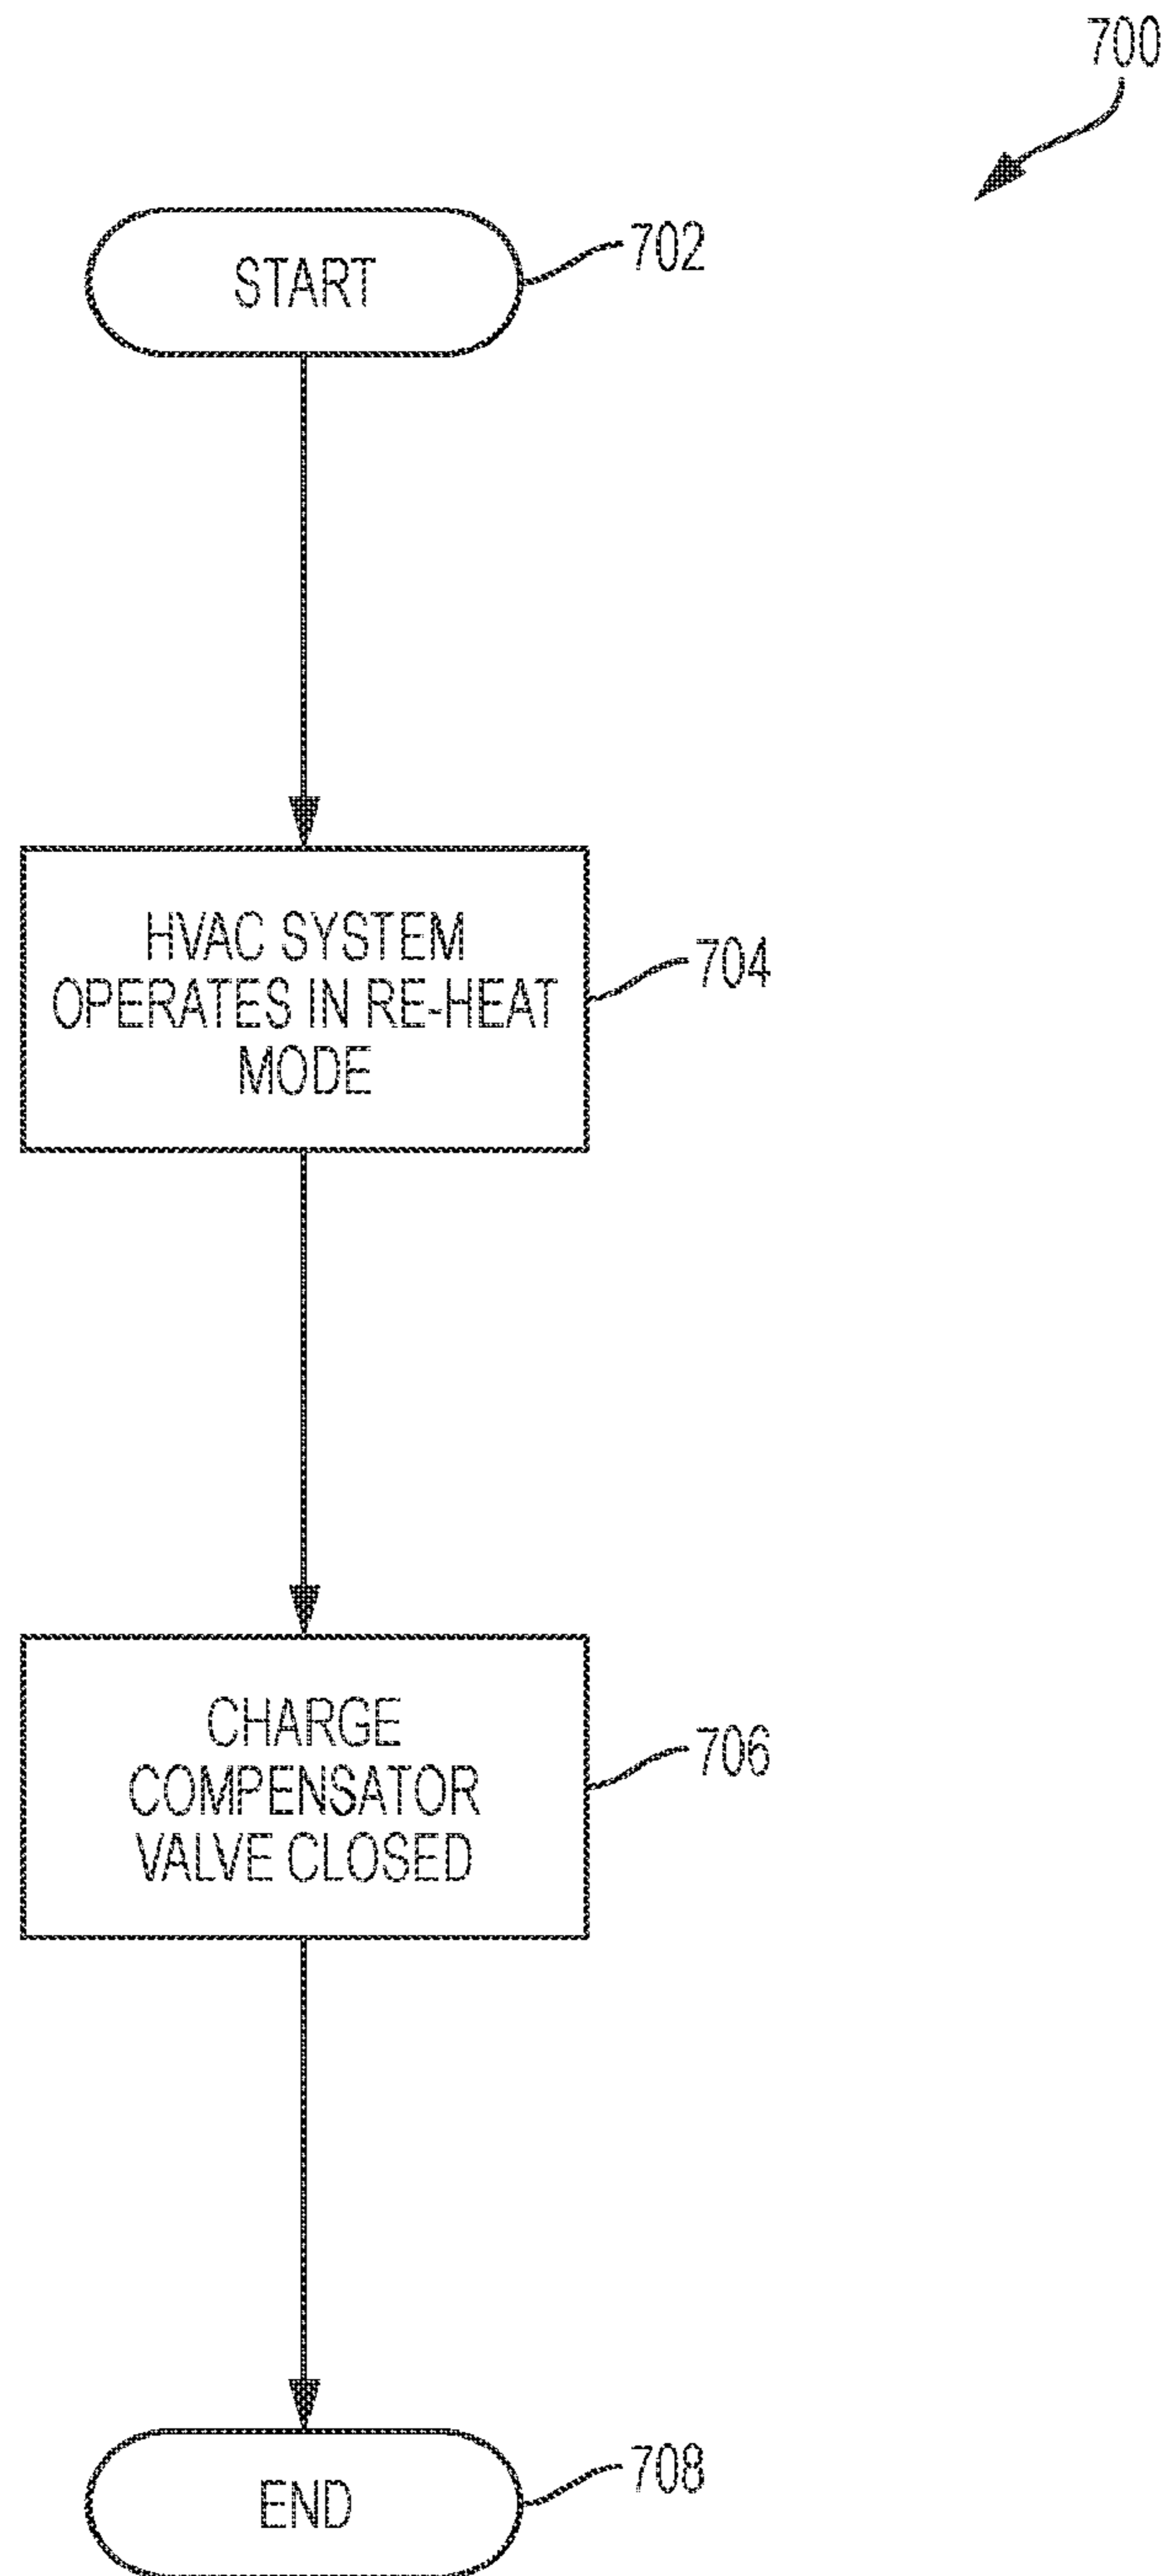 700
START
702
HVAC SYSTEM
OPERATES IN RE-HEAT
MODE
704
CHARGE
COMPENSATOR
VALVE CLOSED
706
END
708